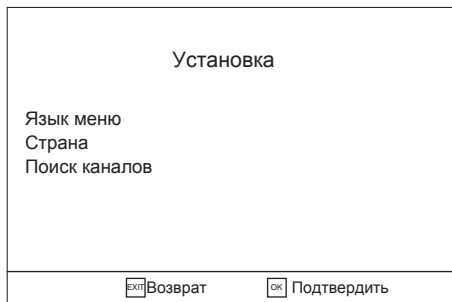 Установка
Язык меню
Страна
Поиск каналов
EXIT Возврат OK Подтвердить